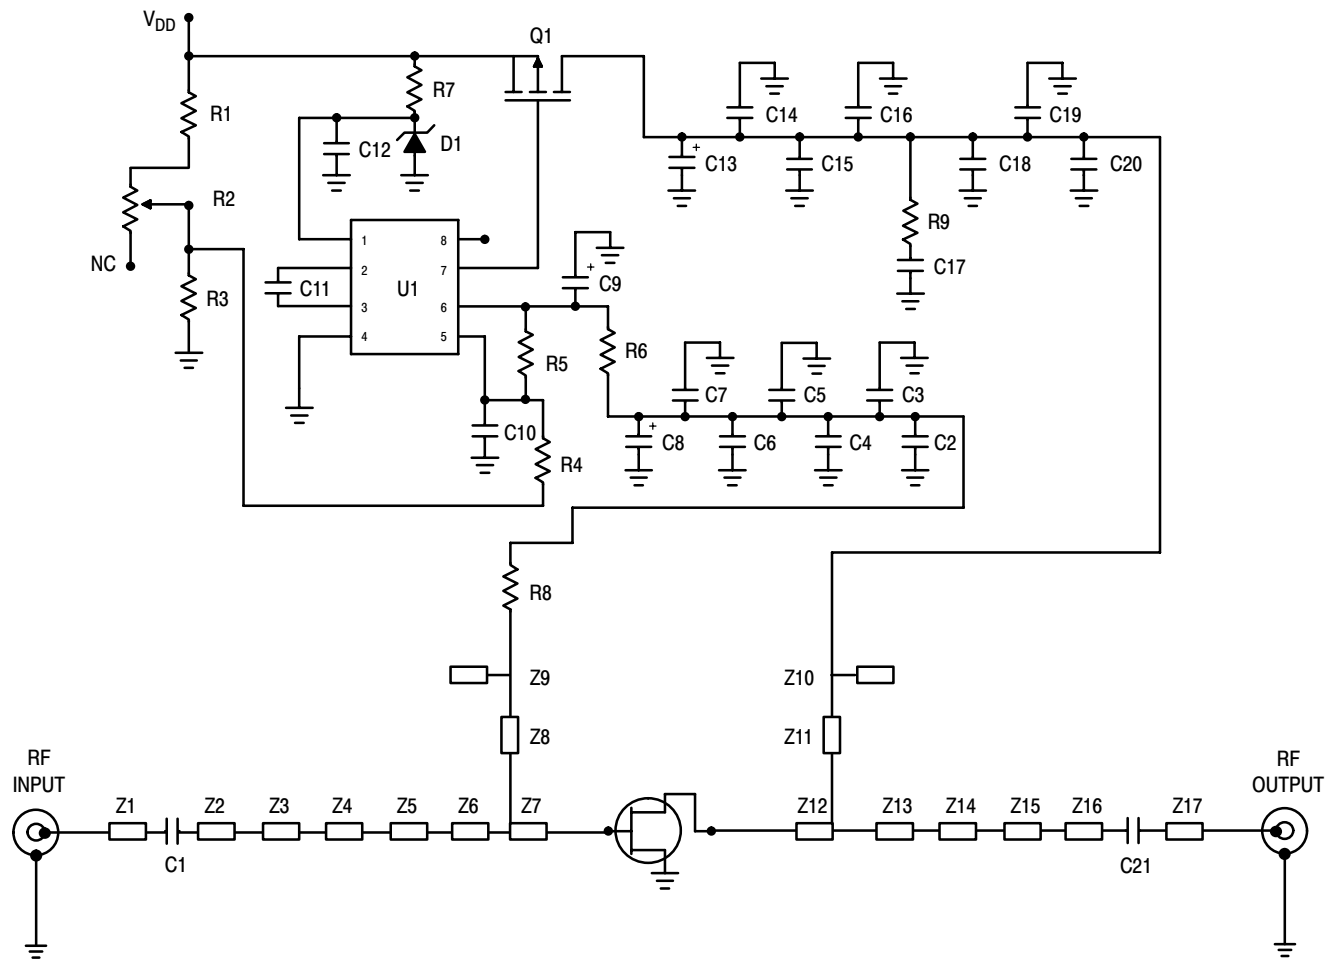 VDD
Q1
R7
R1
C14
C16
C19
C12
D1
C13
C15
C18
C20
R2
R9
1
8
NC
2
7
C17
C11
U1
C9
R3
3
6
4
5
R5
R6
C7
C5
C3
C10
C8
C6
C4
C2
R4
R8
Z9
Z10
Z8
Z11
RF
INPUT
RF
OUTPUT
Z1
Z2
Z3
Z4
Z5
Z6
Z7
Z12
Z13
Z14
Z15
Z16
Z17
C1
C21